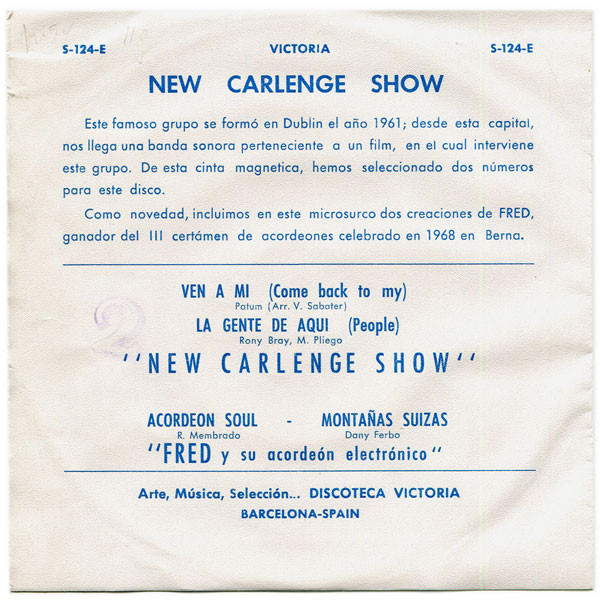 S-124-E VICTORIA S-124-E
NEW CARLENGE SHOW
Este famoso grupo se formó en Dublin el año 1961; desde esta capital,
nos llega una banda sonora perteneciente a un film, en el cual interviene
este grupo. De esta cinta magnetica, hemos seleccionado dos números
para este disco.
Como novedad, incluimos en este microsurco dos creaciones de FRED,
ganador del III certámen de acordeones celebrado en 1968 en Berna.
VEN A MI (Come back to my)
Patum (Arr. V. Sabater)
LA GENTE DE AQUI (People)
Rony Bray, M. Pliego
2
''NEW CARLENGE SHOW''
ACORDEON SOUL - MONTAÑAS SUIZAS
R. Membrado Dany Ferbo
''FRED y su acordeón electrónico''
Arte, Música, Selección... DISCOTECA VICTORIA
BARCELONA-SPAIN